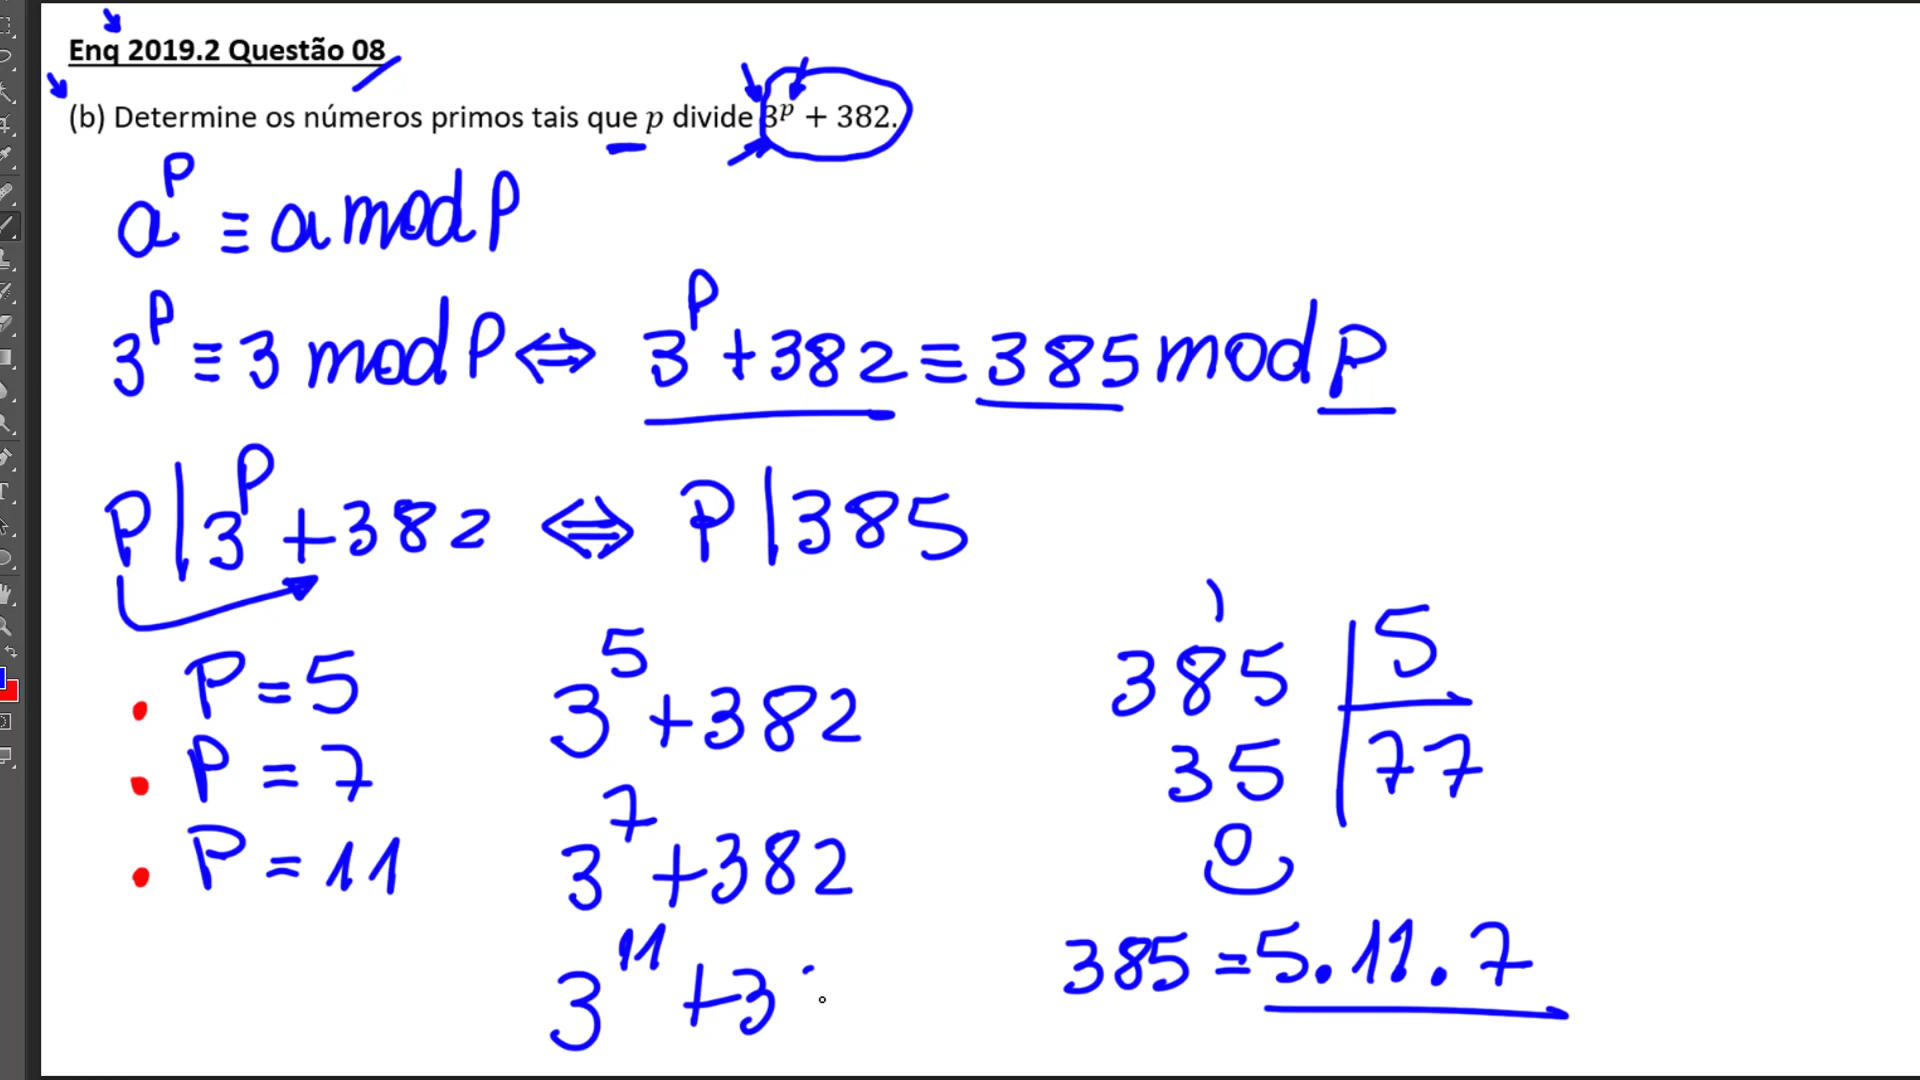 Enq 2019.2 Questão 08
(b) Determine os números primos tais que p divide 3^p + 382.
a^p ≡ a mod p
3^p ≡ 3 mod p ⇔ 3^p + 382 ≡ 385 mod p
p | 3^p + 382 ⇔ p | 385
• P = 5
• P = 7
• P = 11
3^5 + 382
3^7 + 382
3^11 + 3
385 | 5
35 | 77
0
385 = 5 . 11 . 7